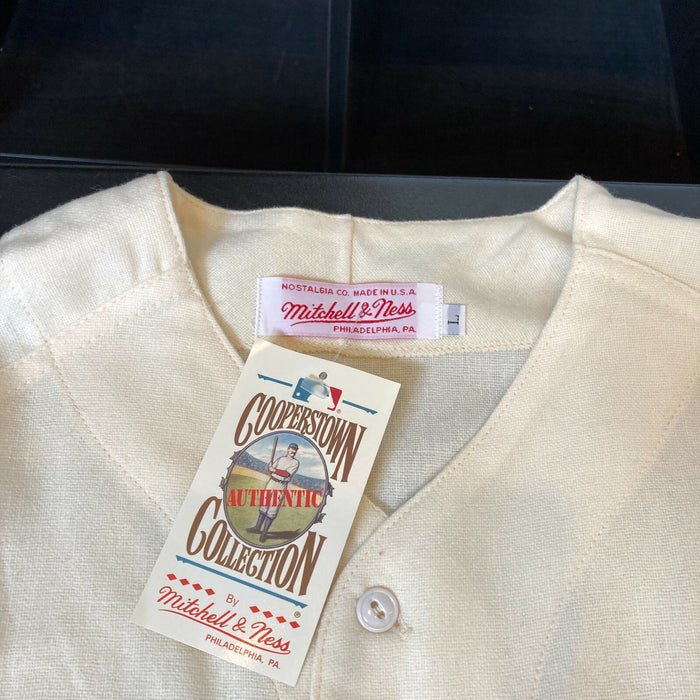 NOSTALGIA CO. MADE IN U.S.A.
Mitchell & Ness
PHILADELPHIA, PA.
L
COOPERSTOWN
AUTHENTIC
COLLECTION
®
By
Mitchell & Ness
PHILADELPHIA, PA.